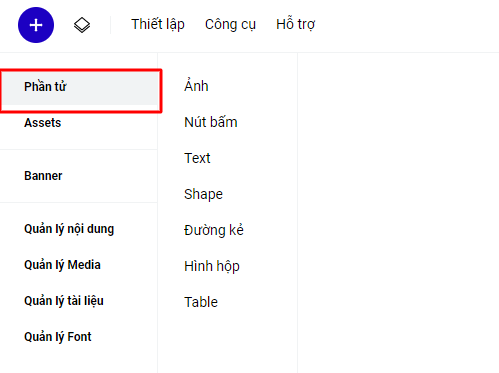 Thiết lập Công cụ Hỗ trợ
Phần tử
Assets
Banner
Quản lý nội dung
Quản lý Media
Quản lý tài liệu
Quản lý Font
Ảnh
Nút bấm
Text
Shape
Đường kẻ
Hình hộp
Table